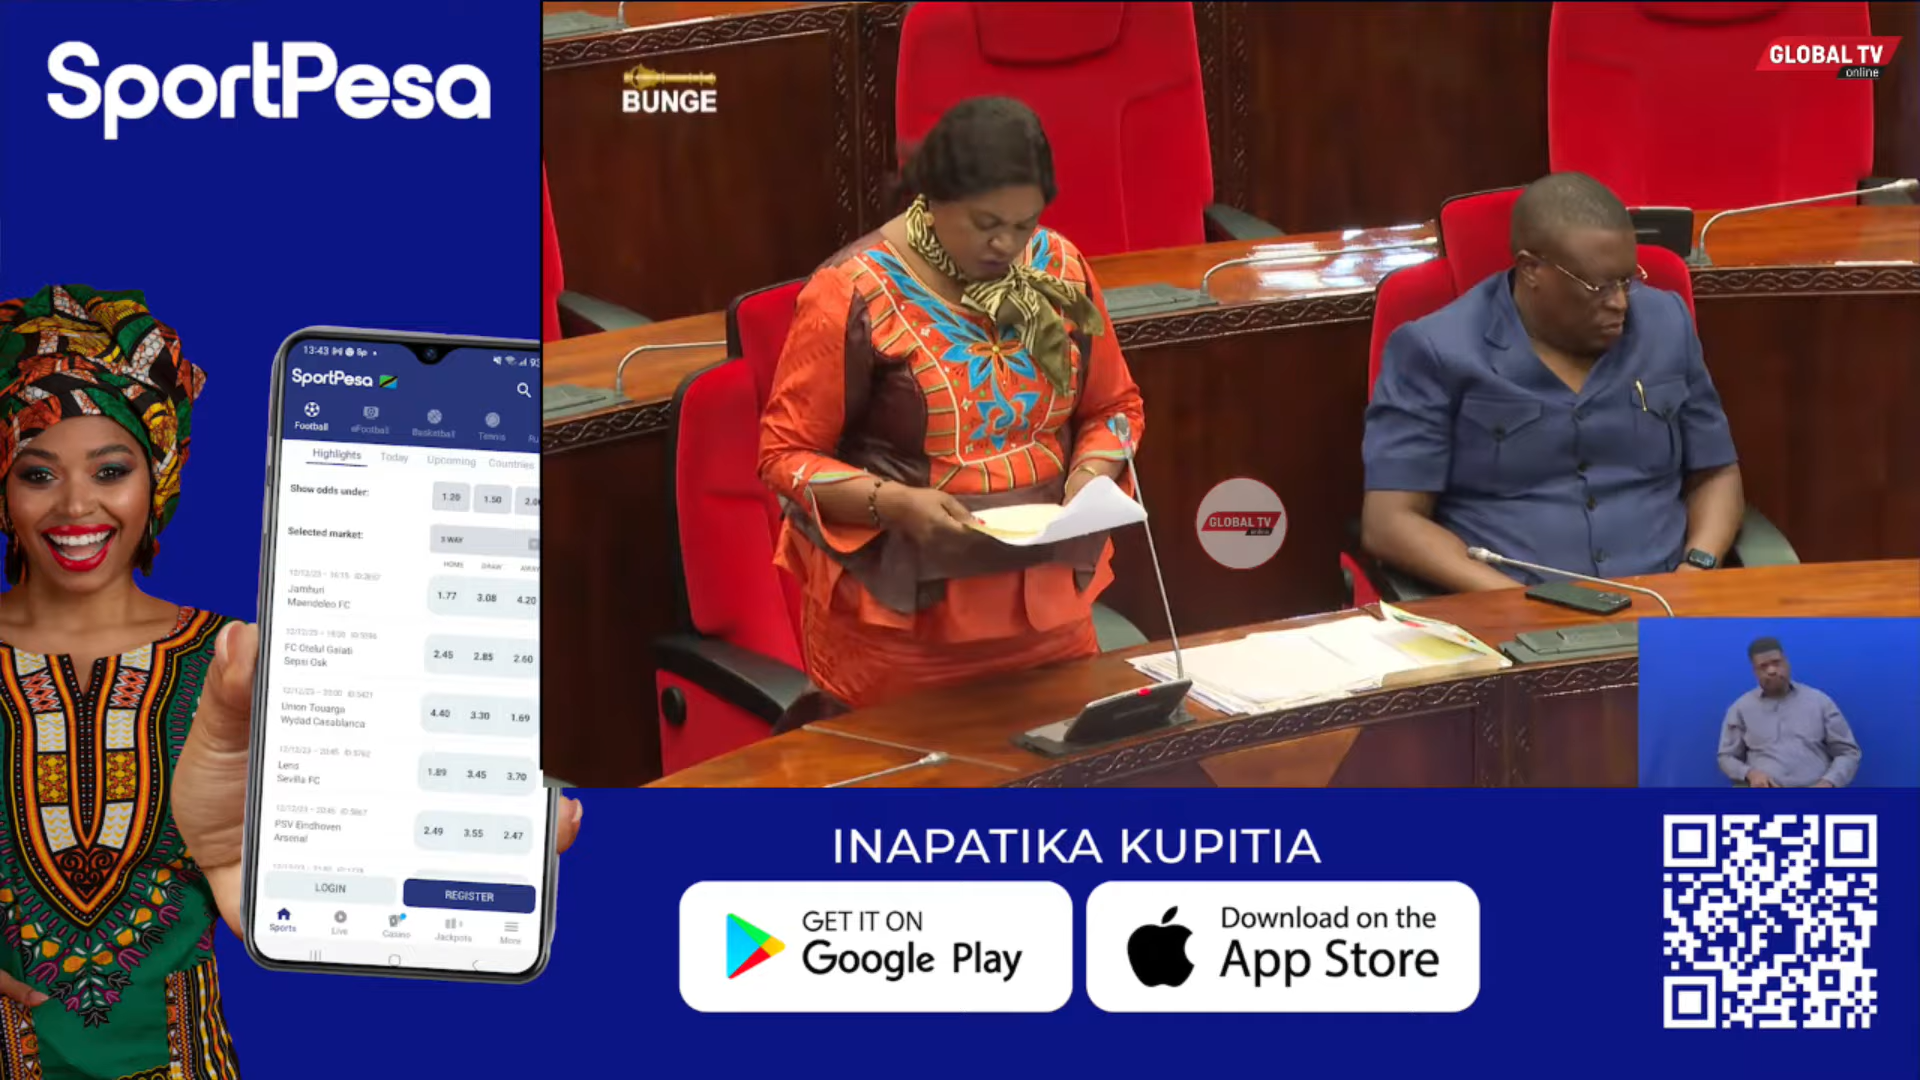 SportPesa
BUNGE
GLOBAL TV
online
GLOBAL TV
online
13:43
SportPesa
Football
eFootball
Basketball
Tennis
Highlights
Today
Upcoming
Countries
Show odds under:
1.20
1.50
Selected market:
3 WAY
HOME
DRAW
Jamhuri
Maendeleo FC
1.77
3.08
4.20
FC Otelul Galati
Sepsi Osk
2.45
2.85
2.60
Union Touarga
Wydad Casablanca
4.40
3.30
1.69
Lens
Sevilla FC
1.89
3.45
3.70
PSV Eindhoven
Arsenal
2.49
3.55
2.47
LOGIN
REGISTER
Sports
Live
Casino
Jackpots
More
INAPATIKA KUPITIA
GET IT ON
Google Play
Download on the
App Store